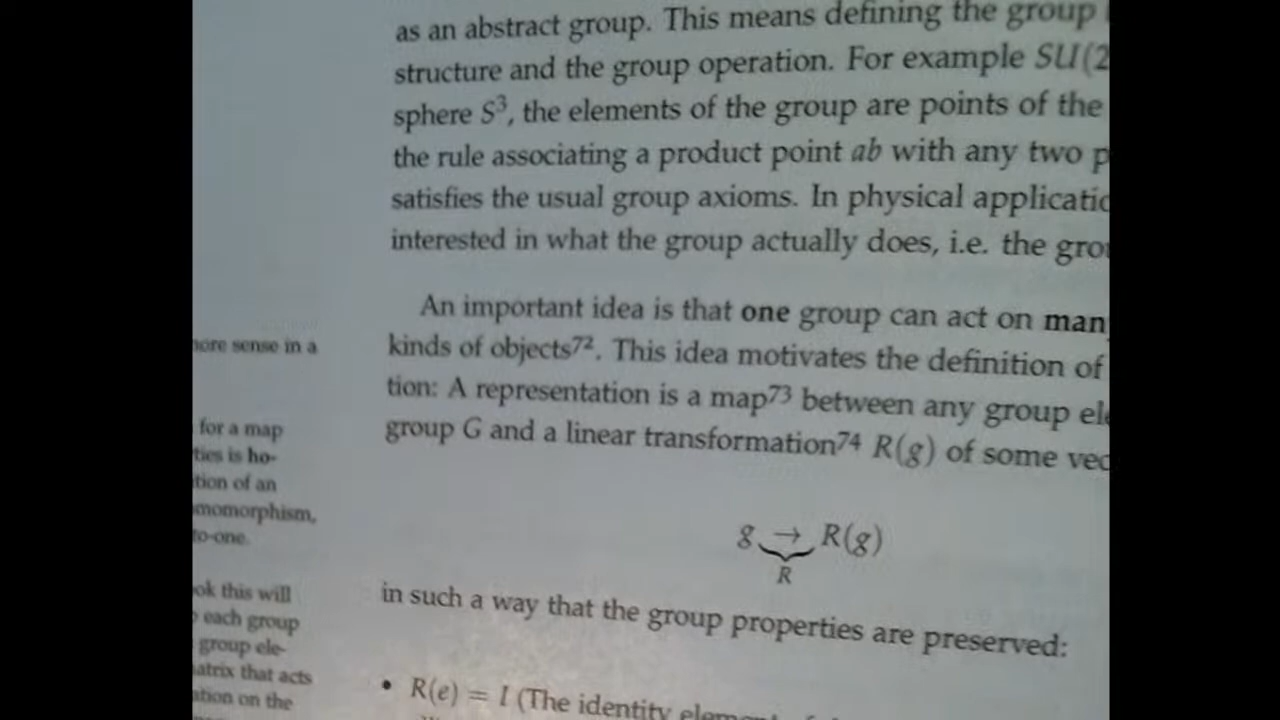 as an abstract group. This means defining the group
structure and the group operation. For example SU(2
sphere S³, the elements of the group are points of the
the rule associating a product point ab with any two p
satisfies the usual group axioms. In physical applicatio
interested in what the group actually does, i.e. the gro
An important idea is that one group can act on man
kinds of objects⁷². This idea motivates the definition of
tion: A representation is a map⁷³ between any group ele
group G and a linear transformation⁷⁴ R(g) of some vec
g → R(g)
R
in such a way that the group properties are preserved:
• R(e) = I (The identity element
ore sense in a
for a map
ties is ho-
tion of an
momorphism,
to-one.
ok this will
each group
group ele-
atrix that acts
ation on the